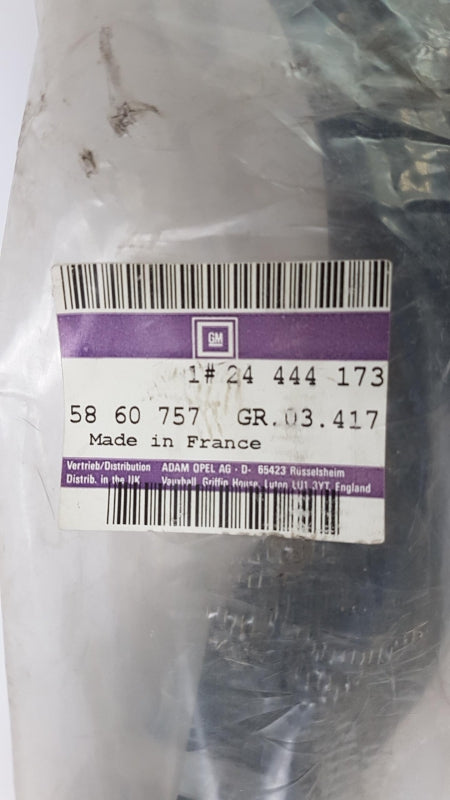 GM
1# 24 444 173
58 60 757 GR.03.417
Made in France
Vertrieb/Distribution ADAM OPEL AG · D- 65423 Rüsselsheim
Distrib. in the UK Vauxhall, Griffin House, Luton LU1 3YT, England